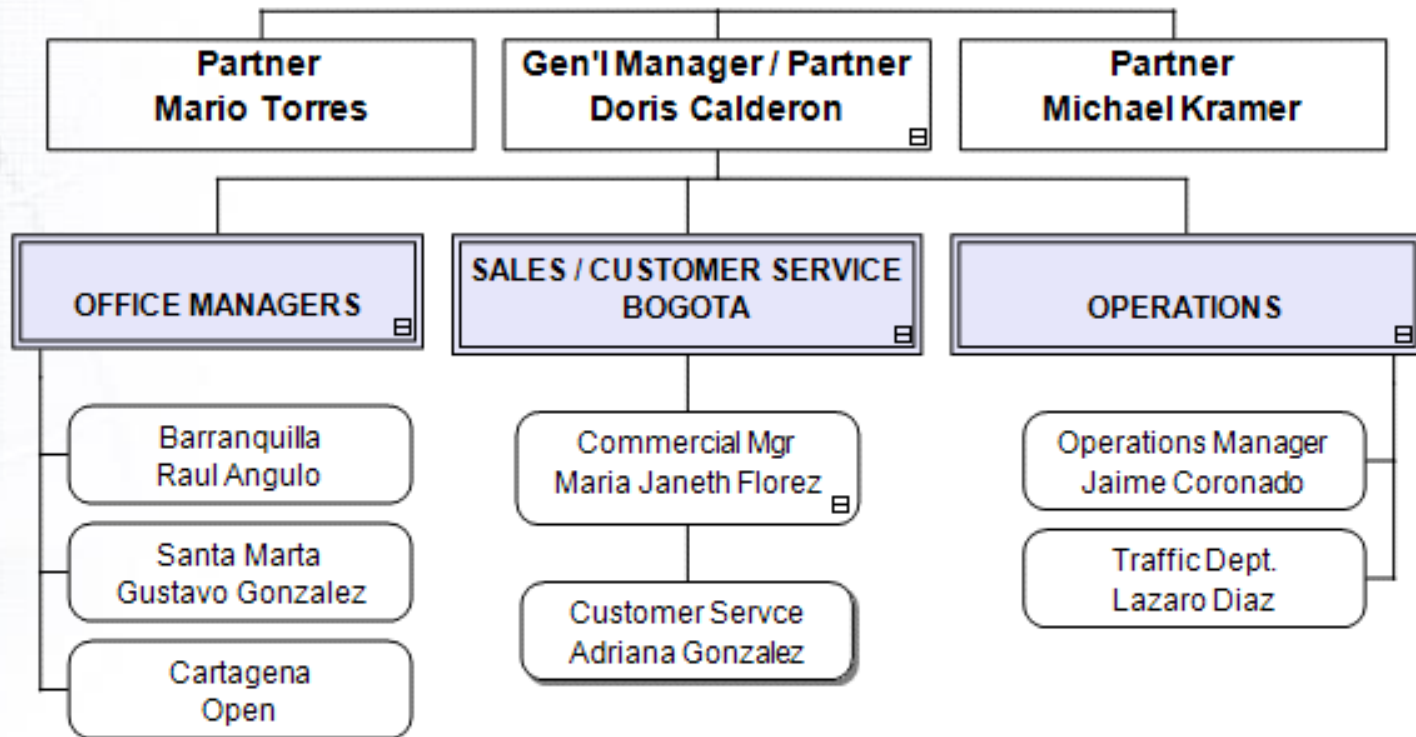 Partner
Mario Torres
Gen'l Manager / Partner
Doris Calderon
Partner
Michael Kramer
OFFICE MANAGERS
SALES / CUSTOMER SERVICE
BOGOTA
OPERATIONS
Barranquilla
Raul Angulo
Santa Marta
Gustavo Gonzalez
Cartagena
Open
Commercial Mgr
Maria Janeth Florez
Customer Servce
Adriana Gonzalez
Operations Manager
Jaime Coronado
Traffic Dept.
Lazaro Diaz